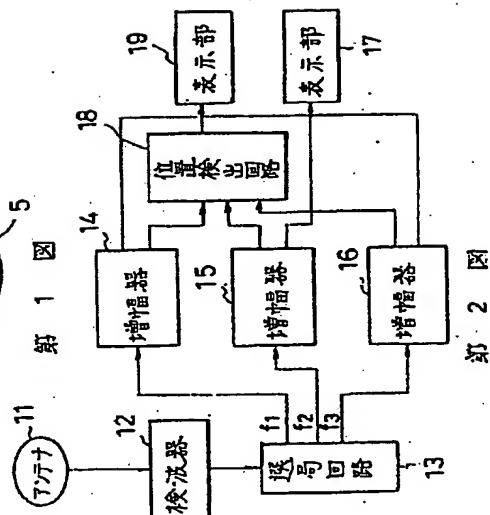 5
第 1 図
アンテナ
11
検波器
12
選局回路
13
f1
f2
f3
増幅器
14
増幅器
15
増幅器
16
位置検出回路
18
表示部
19
表示部
17
第 2 図